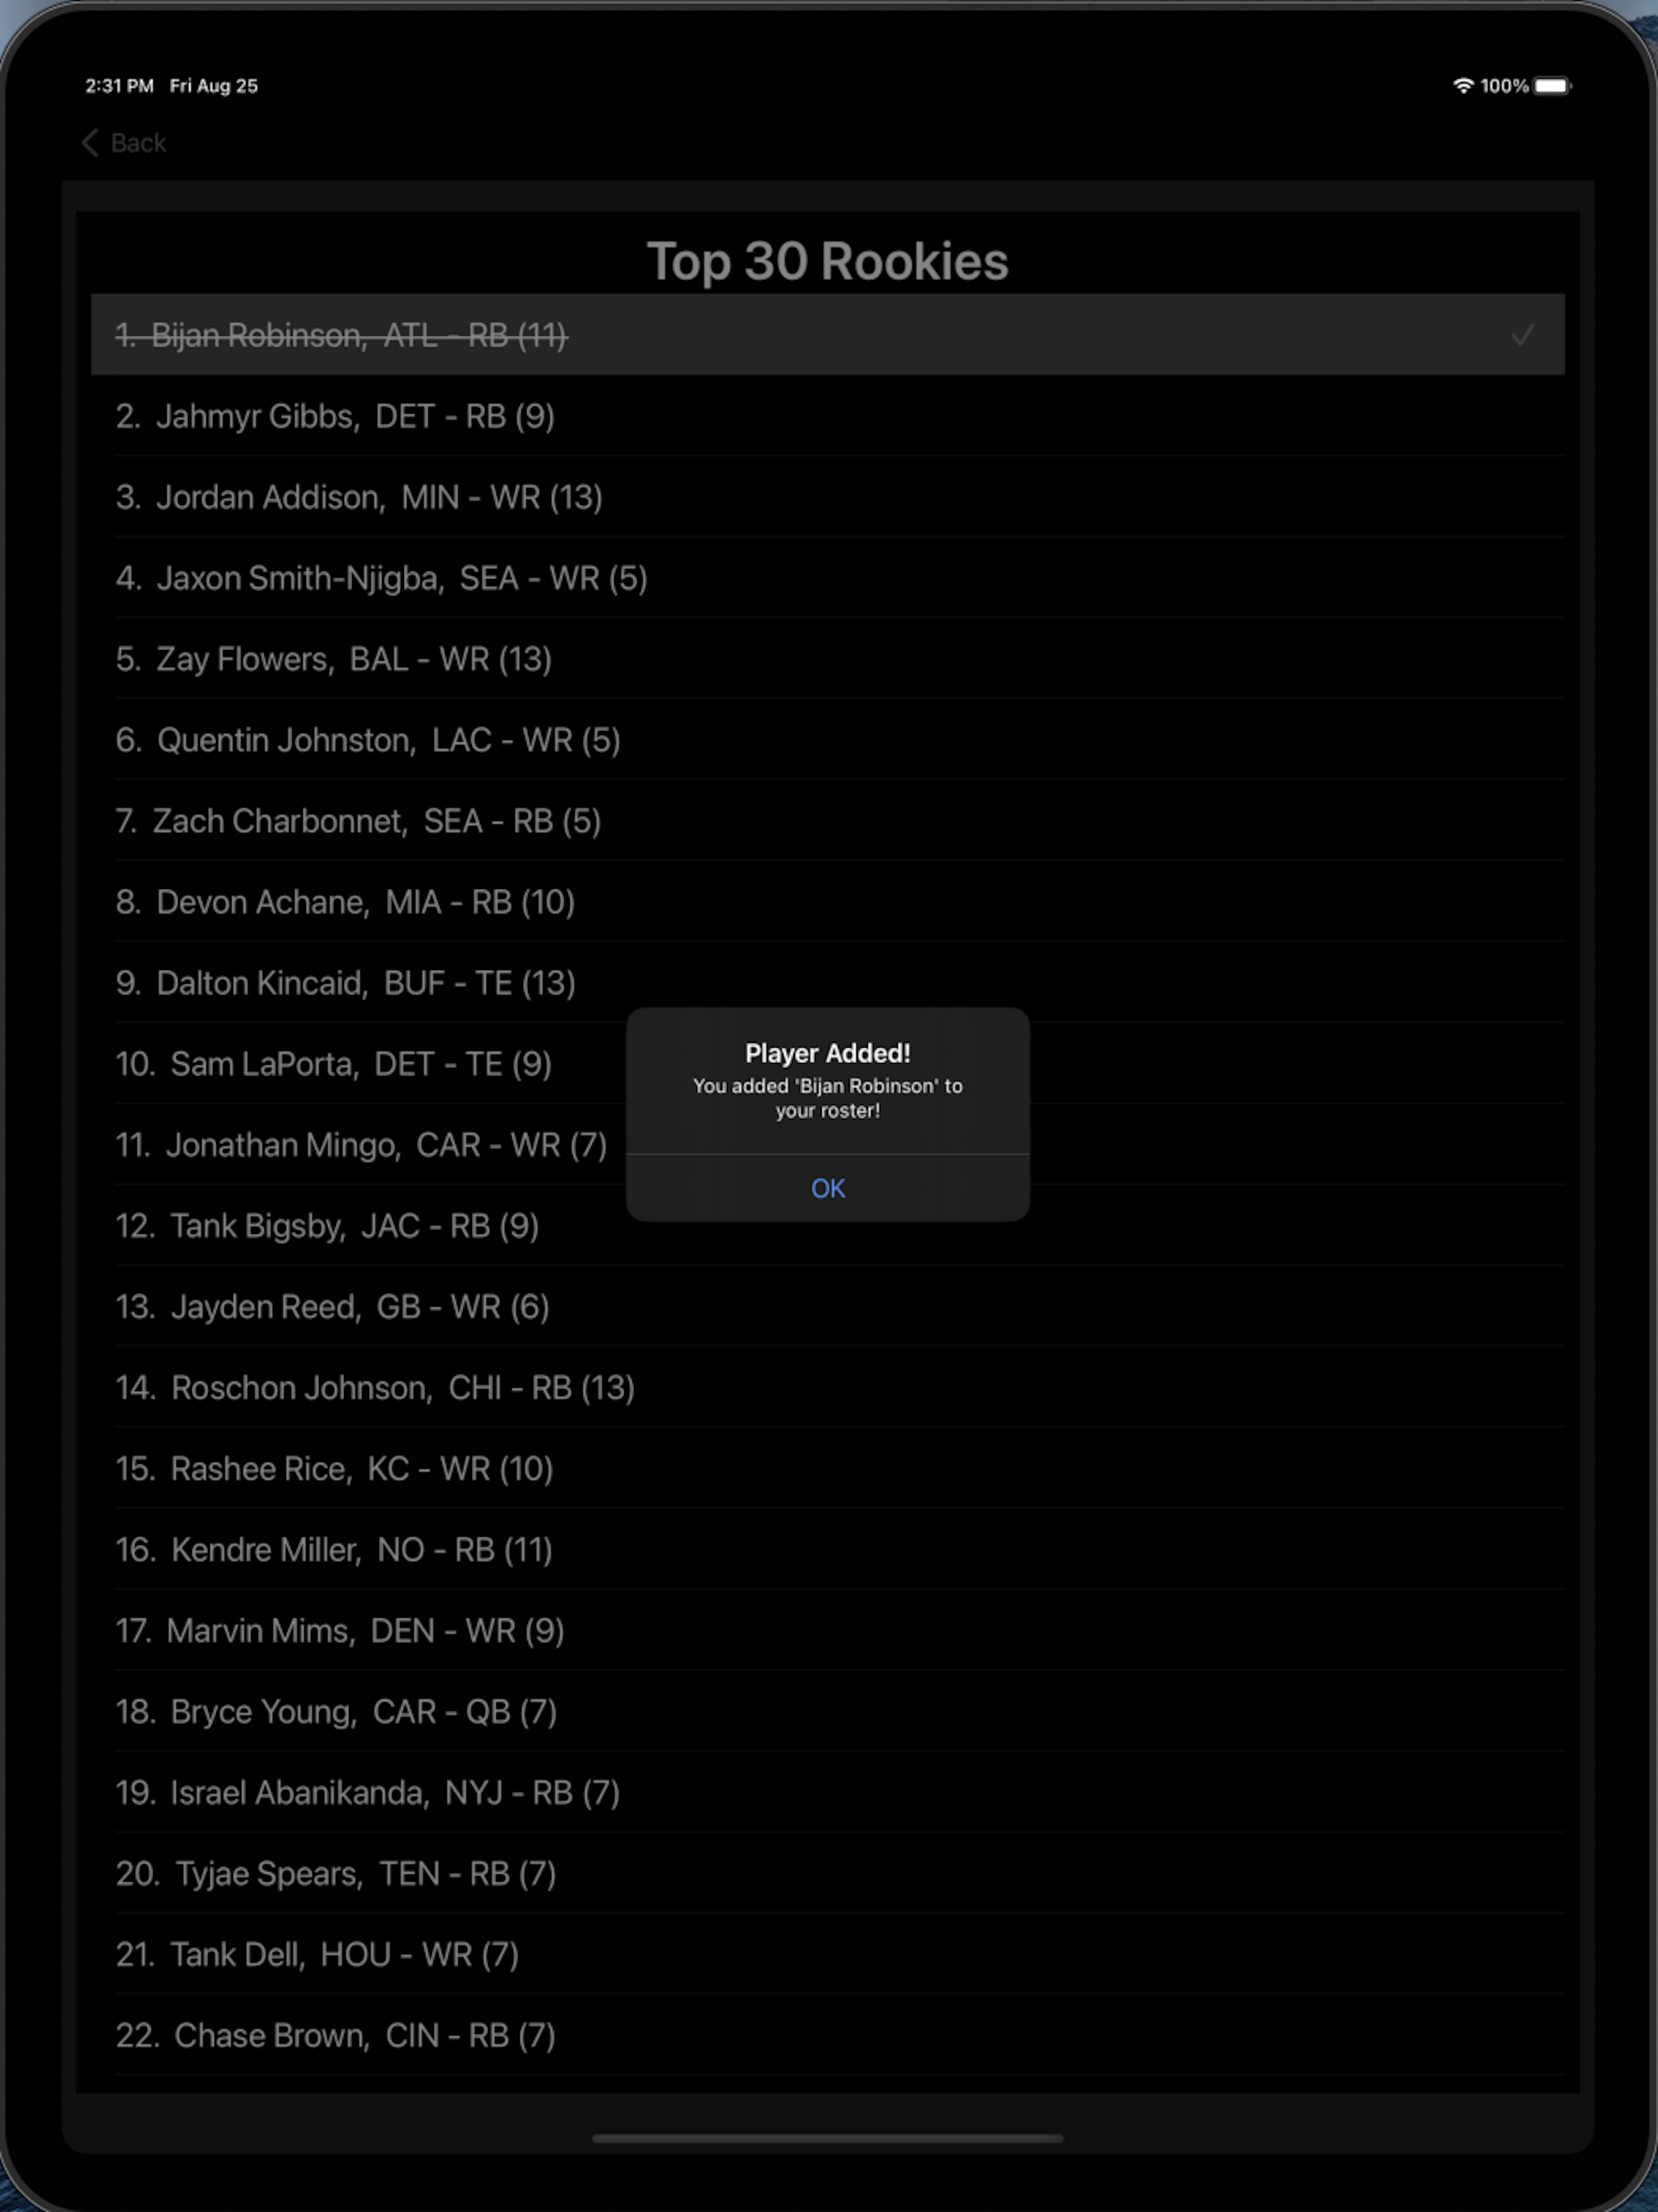 2:31 PM Fri Aug 25
100%
Back
Top 30 Rookies
1. Bijan Robinson, ATL - RB (11)
2. Jahmyr Gibbs, DET - RB (9)
3. Jordan Addison, MIN - WR (13)
4. Jaxon Smith-Njigba, SEA - WR (5)
5. Zay Flowers, BAL - WR (13)
6. Quentin Johnston, LAC - WR (5)
7. Zach Charbonnet, SEA - RB (5)
8. Devon Achane, MIA - RB (10)
9. Dalton Kincaid, BUF - TE (13)
10. Sam LaPorta, DET - TE (9)
11. Jonathan Mingo, CAR - WR (7)
12. Tank Bigsby, JAC - RB (9)
13. Jayden Reed, GB - WR (6)
14. Roschon Johnson, CHI - RB (13)
15. Rashee Rice, KC - WR (10)
16. Kendre Miller, NO - RB (11)
17. Marvin Mims, DEN - WR (9)
18. Bryce Young, CAR - QB (7)
19. Israel Abanikanda, NYJ - RB (7)
20. Tyjae Spears, TEN - RB (7)
21. Tank Dell, HOU - WR (7)
22. Chase Brown, CIN - RB (7)
Player Added!
You added 'Bijan Robinson' to
your roster!
OK